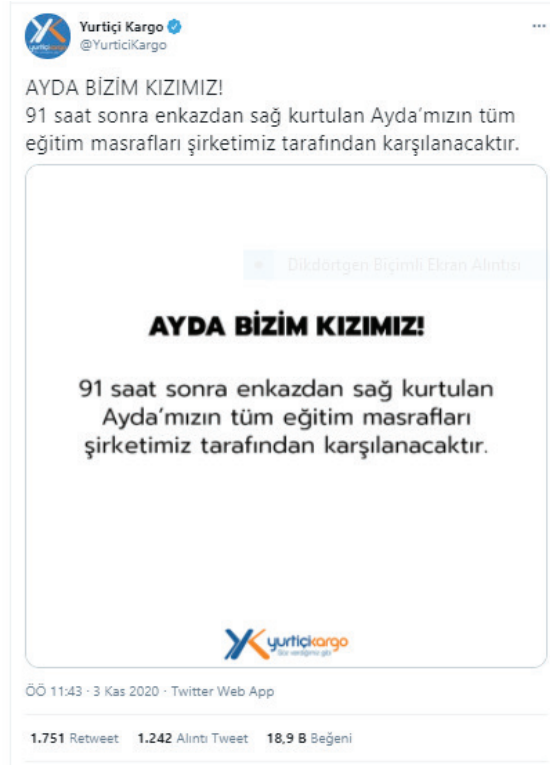 Yurtiçi Kargo
@YurticiKargo
AYDA BİZİM KIZIMIZ!
91 saat sonra enkazdan sağ kurtulan Ayda'mızın tüm
eğitim masrafları şirketimiz tarafından karşılanacaktır.
Dikdörtgen Biçimli Ekran Alıntısı
AYDA BİZİM KIZIMIZ!
91 saat sonra enkazdan sağ kurtulan
Ayda'mızın tüm eğitim masrafları
şirketimiz tarafından karşılanacaktır.
yurtiçikargo
Söz verdiğimiz gibi
ÖÖ 11:43 · 3 Kas 2020 · Twitter Web App
1.751 Retweet 1.242 Alıntı Tweet 18,9 B Beğeni